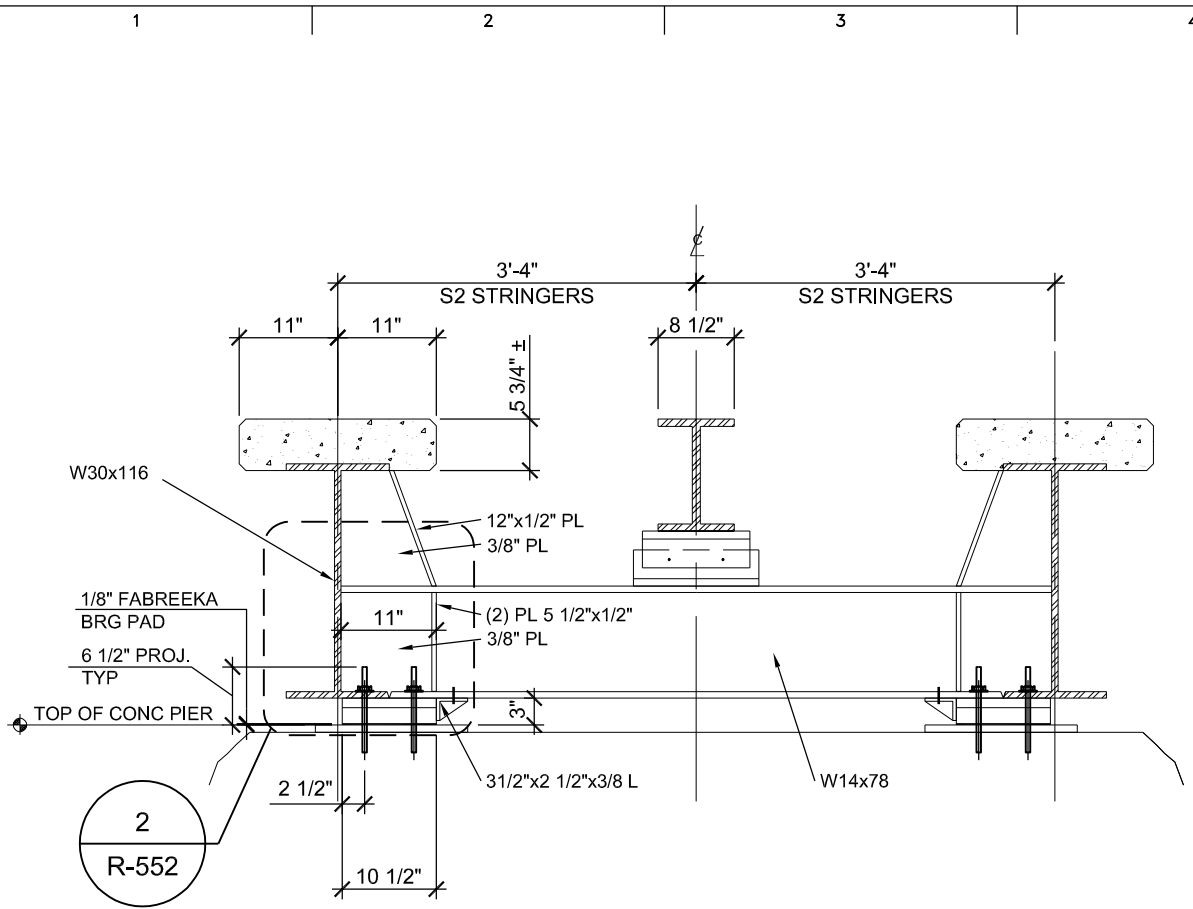 1 2 3 4
℄
3'-4" 3'-4"
S2 STRINGERS S2 STRINGERS
11" 11" 8 1/2"
5 3/4" ±
W30x116
12"x1/2" PL
3/8" PL
1/8" FABREEKA
BRG PAD
11" (2) PL 5 1/2"x1/2"
3/8" PL
6 1/2" PROJ.
TYP
TOP OF CONC PIER
3"
2 1/2" 31/2"x2 1/2"x3/8 L W14x78
2
R-552
10 1/2"